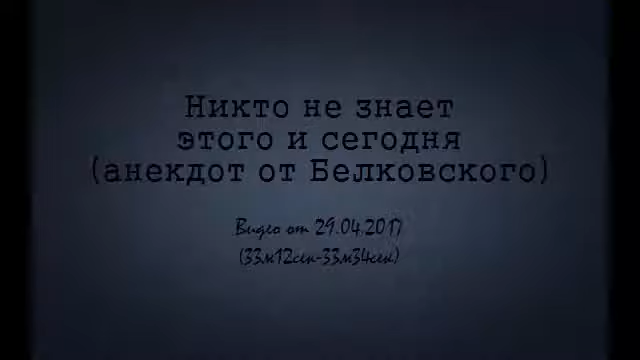 Никто не знает
этого и сегодня
(анекдот от Белковского)
Видео от 29.04.2017
(33м12сек-33м34сек)